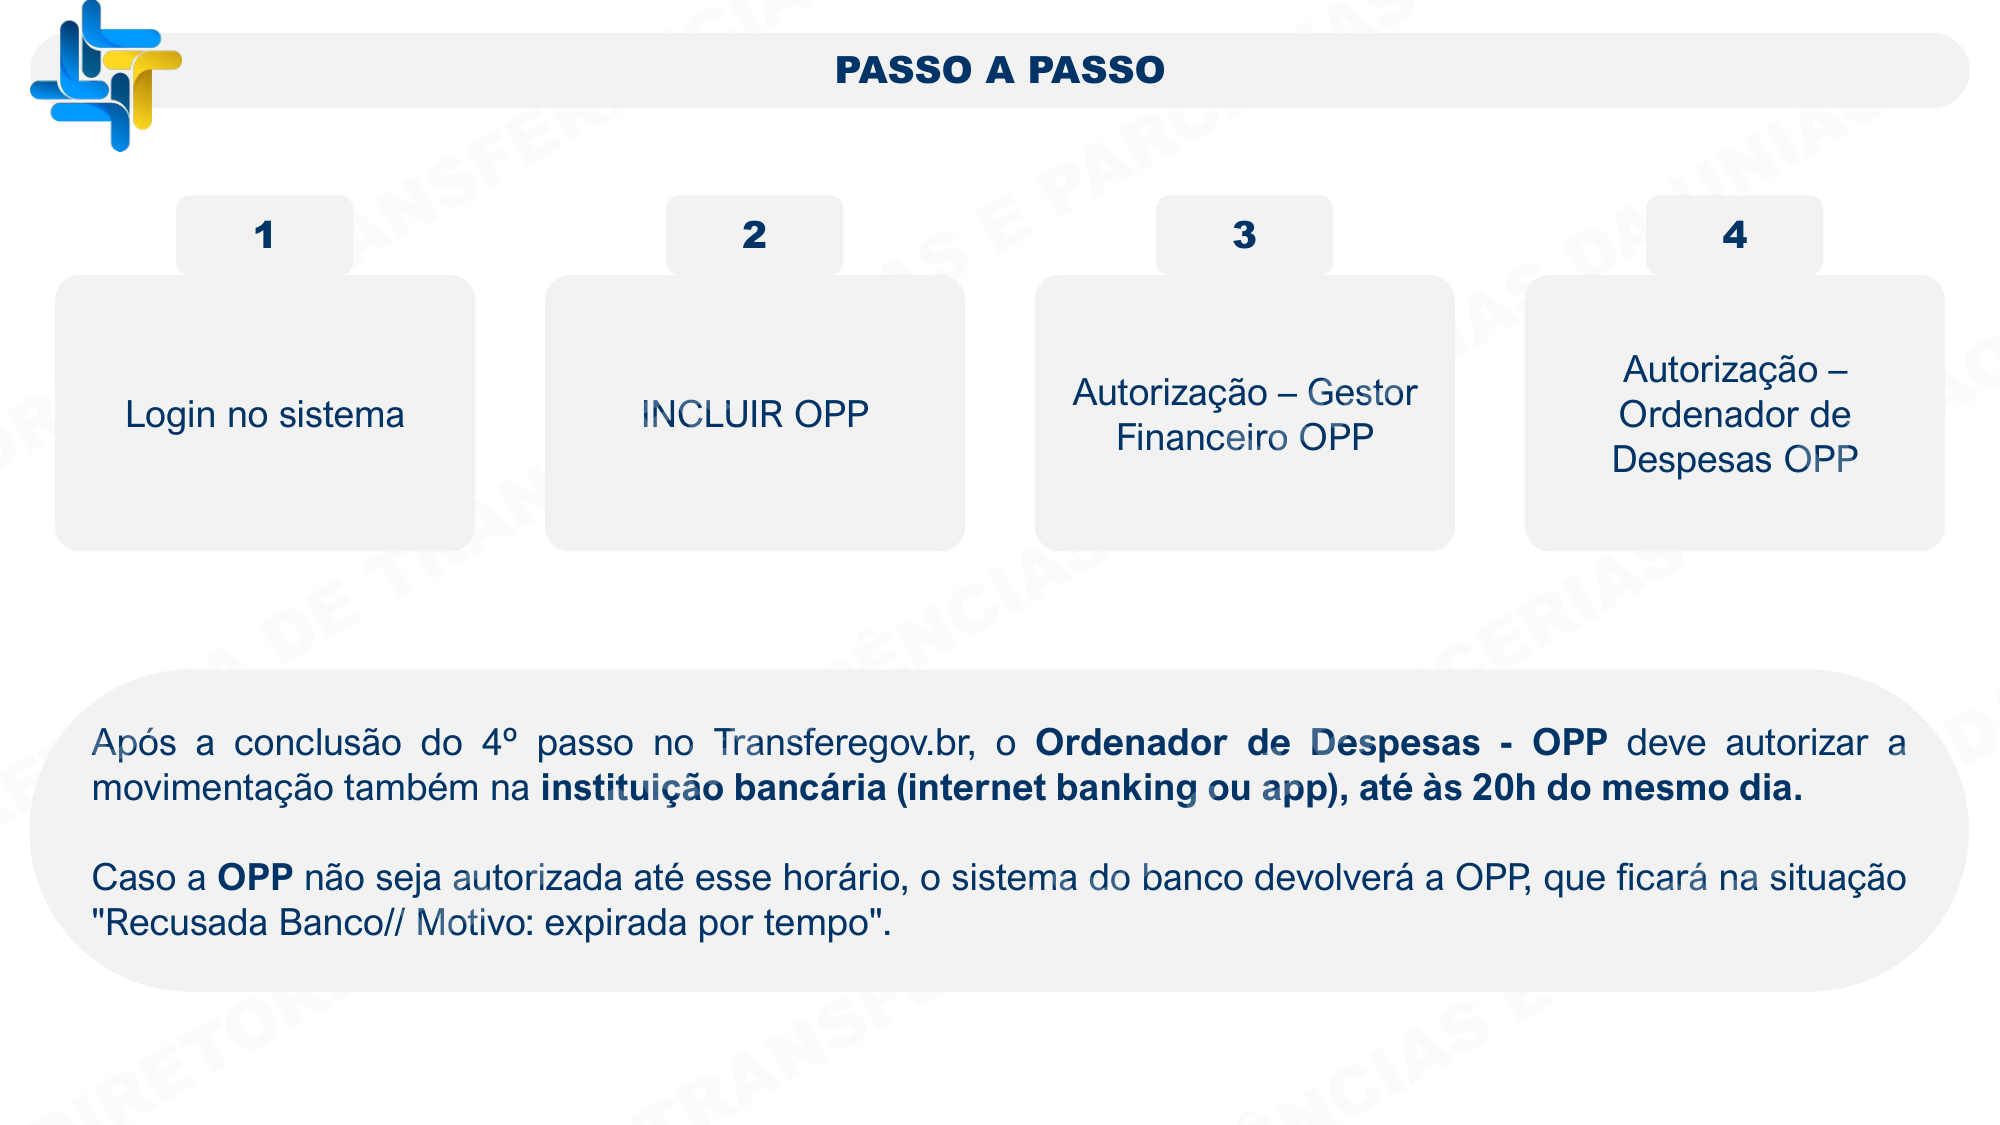 PASSO A PASSO
1
Login no sistema
2
INCLUIR OPP
3
Autorização – Gestor
Financeiro OPP
4
Autorização –
Ordenador de
Despesas OPP
Após a conclusão do 4º passo no Transferegov.br, o Ordenador de Despesas - OPP deve autorizar a
movimentação também na instituição bancária (internet banking ou app), até às 20h do mesmo dia.
Caso a OPP não seja autorizada até esse horário, o sistema do banco devolverá a OPP, que ficará na situação
"Recusada Banco// Motivo: expirada por tempo".